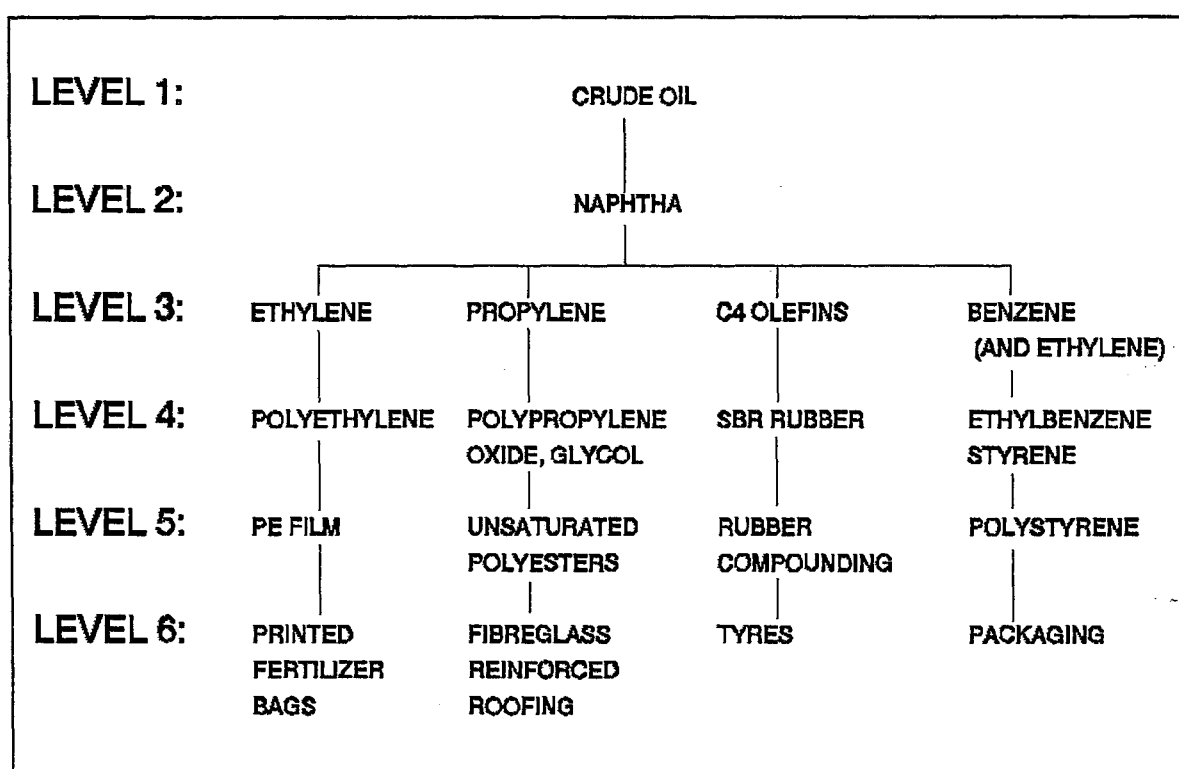 LEVEL 1: CRUDE OIL
LEVEL 2: NAPHTHA
LEVEL 3: ETHYLENE PROPYLENE C4 OLEFINS BENZENE
(AND ETHYLENE)
LEVEL 4: POLYETHYLENE POLYPROPYLENE SBR RUBBER ETHYLBENZENE
OXIDE, GLYCOL STYRENE
LEVEL 5: PE FILM UNSATURATED RUBBER POLYSTYRENE
POLYESTERS COMPOUNDING
LEVEL 6: PRINTED FIBREGLASS TYRES PACKAGING
FERTILIZER REINFORCED
BAGS ROOFING